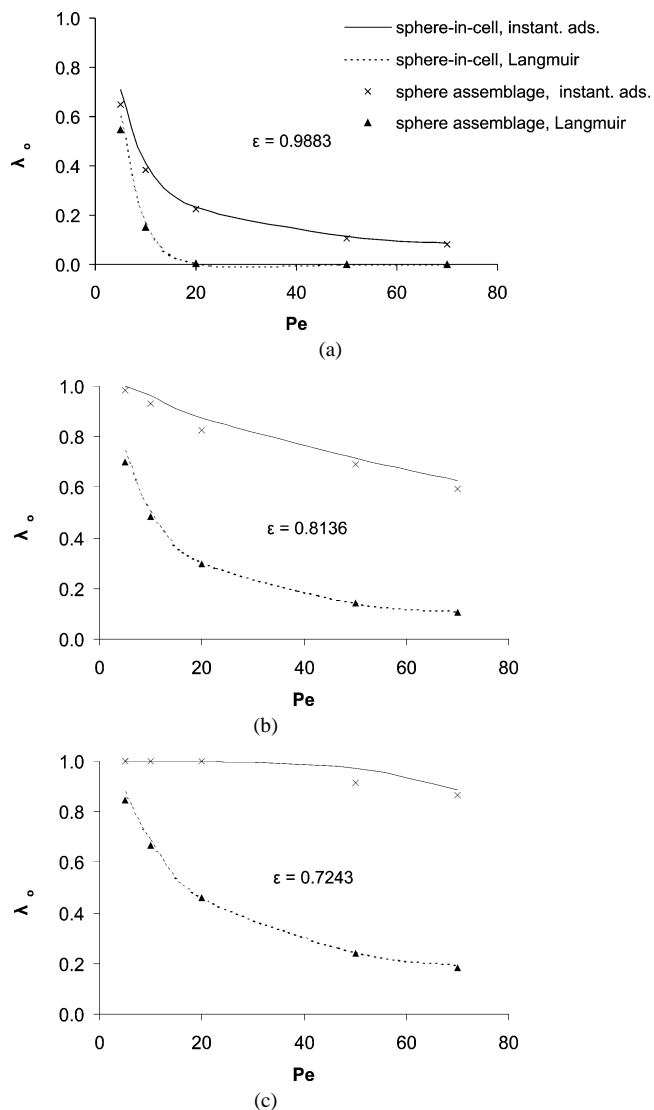 sphere-in-cell, instant. ads.
sphere-in-cell, Langmuir
sphere assemblage, instant. ads.
sphere assemblage, Langmuir
1.0
0.8
0.6
0.4
0.2
0.0
λo
ε = 0.9883
0 20 40 60 80
Pe
(a)
1.0
0.8
0.6
0.4
0.2
0.0
λo
ε = 0.8136
0 20 40 60 80
Pe
(b)
1.0
0.8
0.6
0.4
0.2
0.0
λo
ε = 0.7243
0 20 40 60 80
Pe
(c)